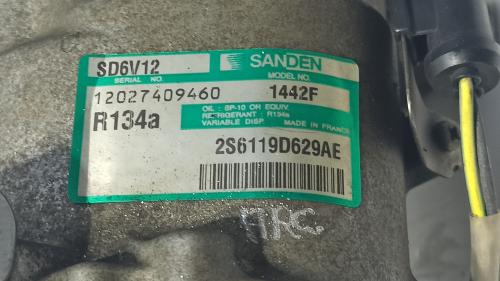 SD6V12
SANDEN
SERIAL NO.
MODEL NO.
12027409460
1442F
R134a
OIL : SP-10 OR EQUIV.
REFRIGERANT : R134a
VARIABLE DISP. MADE IN FRANCE
2S6119D629AE